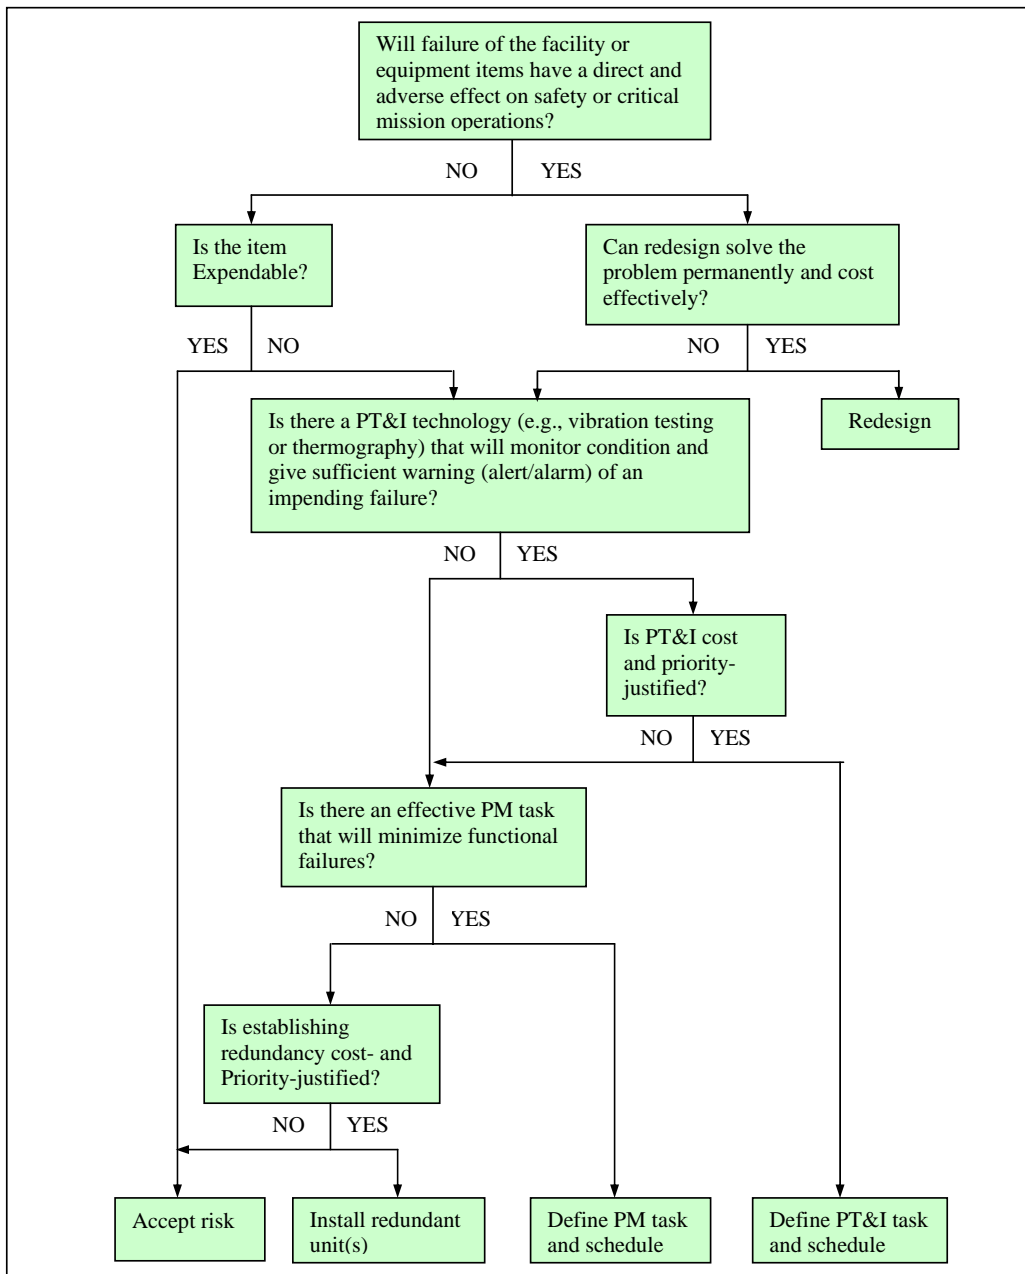 Will failure of the facility or
equipment items have a direct and
adverse effect on safety or critical
mission operations?
NO
YES
Is the item
Expendable?
Can redesign solve the
problem permanently and cost
effectively?
YES
NO
NO
YES
Is there a PT&I technology (e.g., vibration testing
or thermography) that will monitor condition and
give sufficient warning (alert/alarm) of an
impending failure?
Redesign
NO
YES
Is PT&I cost
and priority-
justified?
NO
YES
Is there an effective PM task
that will minimize functional
failures?
NO
YES
Is establishing
redundancy cost- and
Priority-justified?
NO
YES
Accept risk
Install redundant
unit(s)
Define PM task
and schedule
Define PT&I task
and schedule